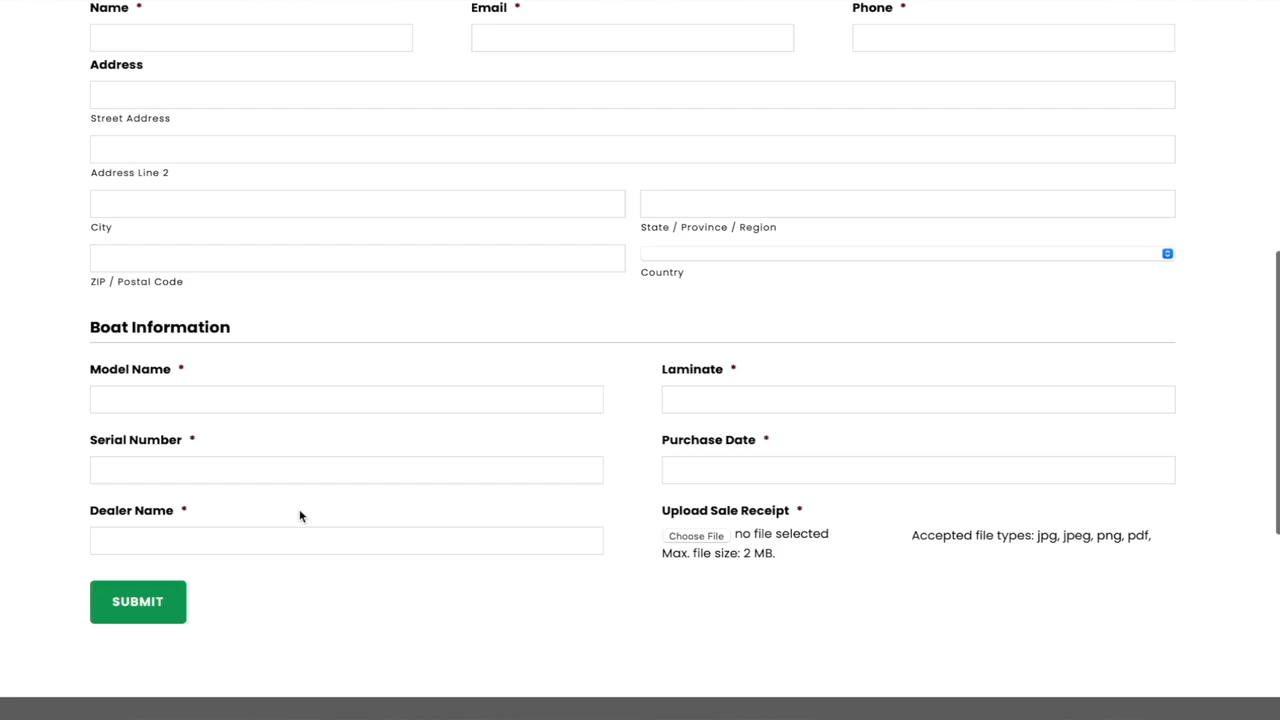 Name * Email * Phone *
Address
Street Address
Address Line 2
City State / Province / Region
ZIP / Postal Code Country
Boat Information
Model Name * Laminate *
Serial Number * Purchase Date *
Dealer Name * Upload Sale Receipt *
Choose File no file selected Accepted file types: jpg, jpeg, png, pdf,
Max. file size: 2 MB.
SUBMIT